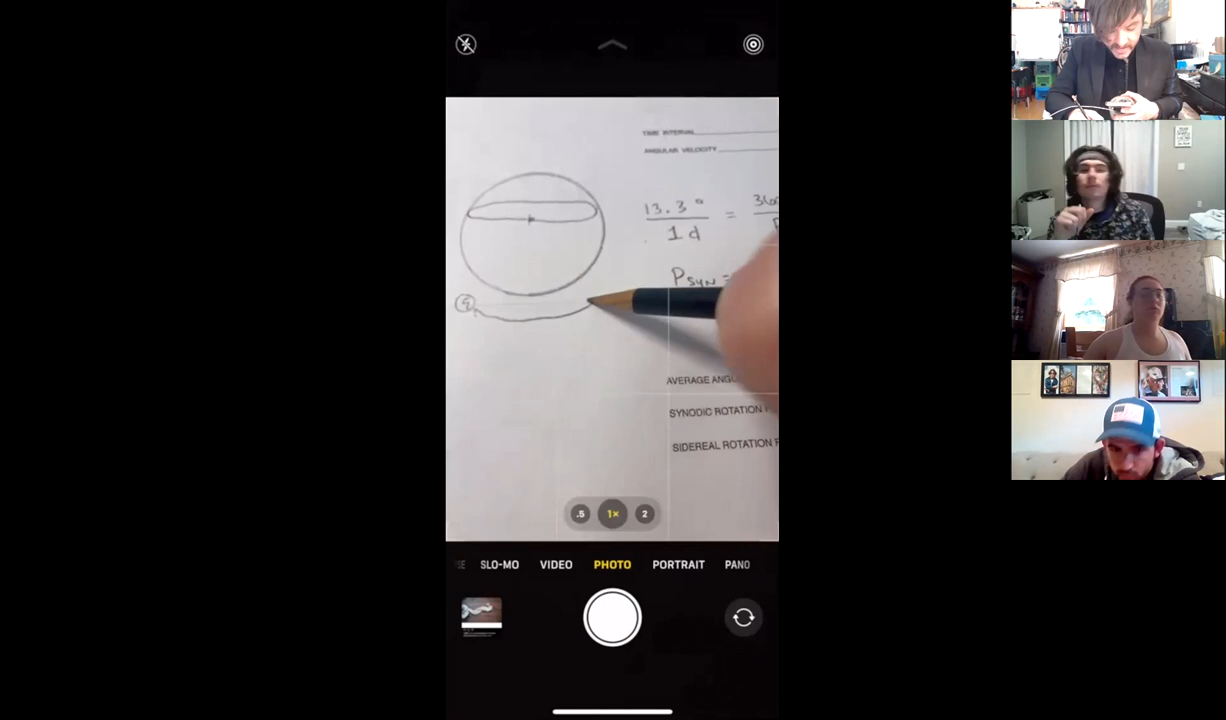 TIME INTERVAL
ANGULAR VELOCITY
13.3° = 360
1 d
P SYN =
AVERAGE ANGU
SYNODIC ROTATION
SIDEREAL ROTATION
.5 1× 2
SLO-MO VIDEO PHOTO PORTRAIT PANO